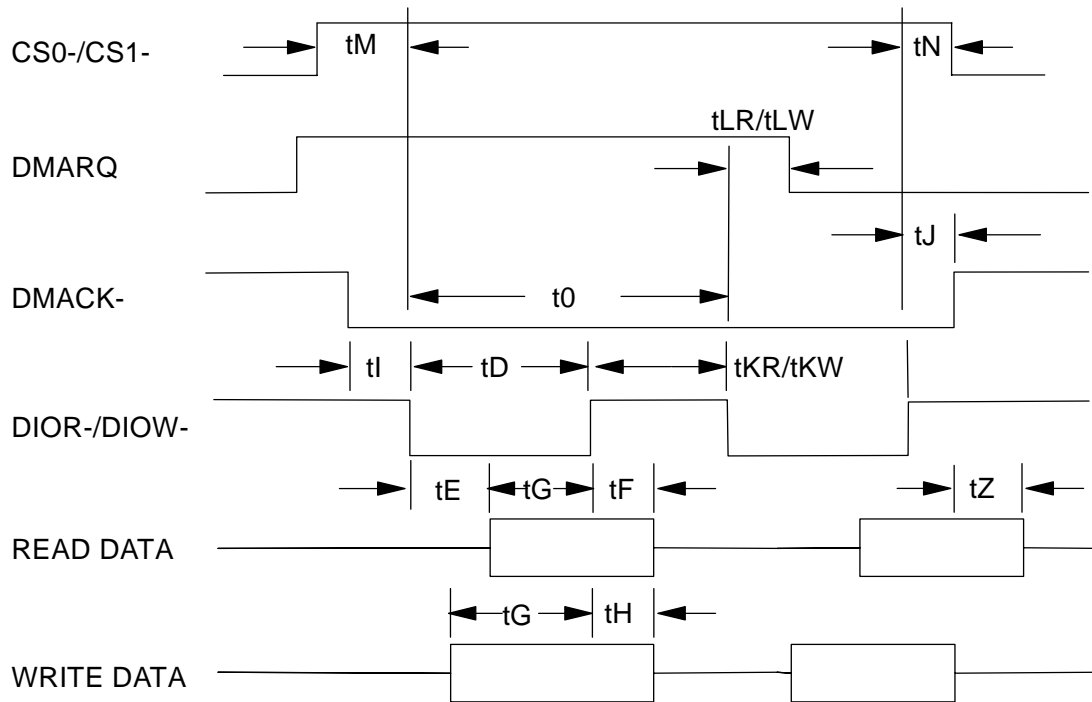 CS0-/CS1- tM tN
tLR/tLW
DMARQ
tJ
DMACK- t0
tI tD tKR/tKW
DIOR-/DIOW-
tE tG tF tZ
READ DATA
tG tH
WRITE DATA